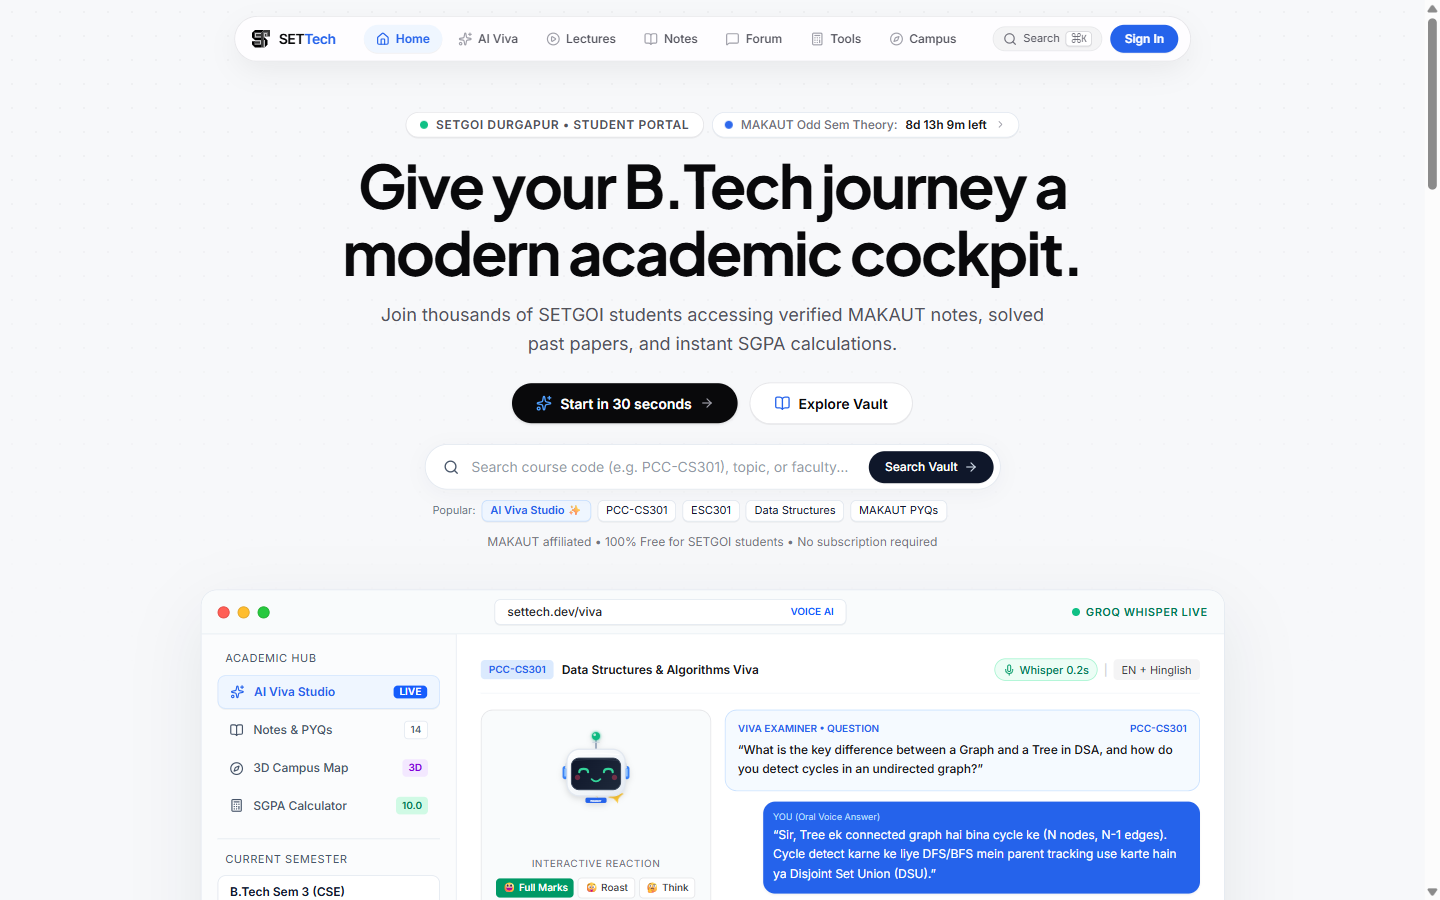 SETTech
Home
AI Viva
Lectures
Notes
Forum
Tools
Campus
Search ⌘K
Sign In
SETGOI DURGAPUR • STUDENT PORTAL
MAKAUT Odd Sem Theory: 8d 13h 9m left
Give your B.Tech journey a
modern academic cockpit.
Join thousands of SETGOI students accessing verified MAKAUT notes, solved
past papers, and instant SGPA calculations.
Start in 30 seconds
Explore Vault
Search course code (e.g. PCC-CS301), topic, or faculty...
Search Vault
Popular:
AI Viva Studio ✨
PCC-CS301
ESC301
Data Structures
MAKAUT PYQs
MAKAUT affiliated • 100% Free for SETGOI students • No subscription required
settech.dev/viva
VOICE AI
GROQ WHISPER LIVE
ACADEMIC HUB
AI Viva Studio
LIVE
Notes & PYQs
14
3D Campus Map
3D
SGPA Calculator
10.0
CURRENT SEMESTER
B.Tech Sem 3 (CSE)
PCC-CS301
Data Structures & Algorithms Viva
Whisper 0.2s
EN + Hinglish
INTERACTIVE REACTION
Full Marks
Roast
Think
VIVA EXAMINER • QUESTION
PCC-CS301
“What is the key difference between a Graph and a Tree in DSA, and how do
you detect cycles in an undirected graph?”
YOU (Oral Voice Answer)
“Sir, Tree ek connected graph hai bina cycle ke (N nodes, N-1 edges).
Cycle detect karne ke liye DFS/BFS mein parent tracking use karte hain
ya Disjoint Set Union (DSU).”